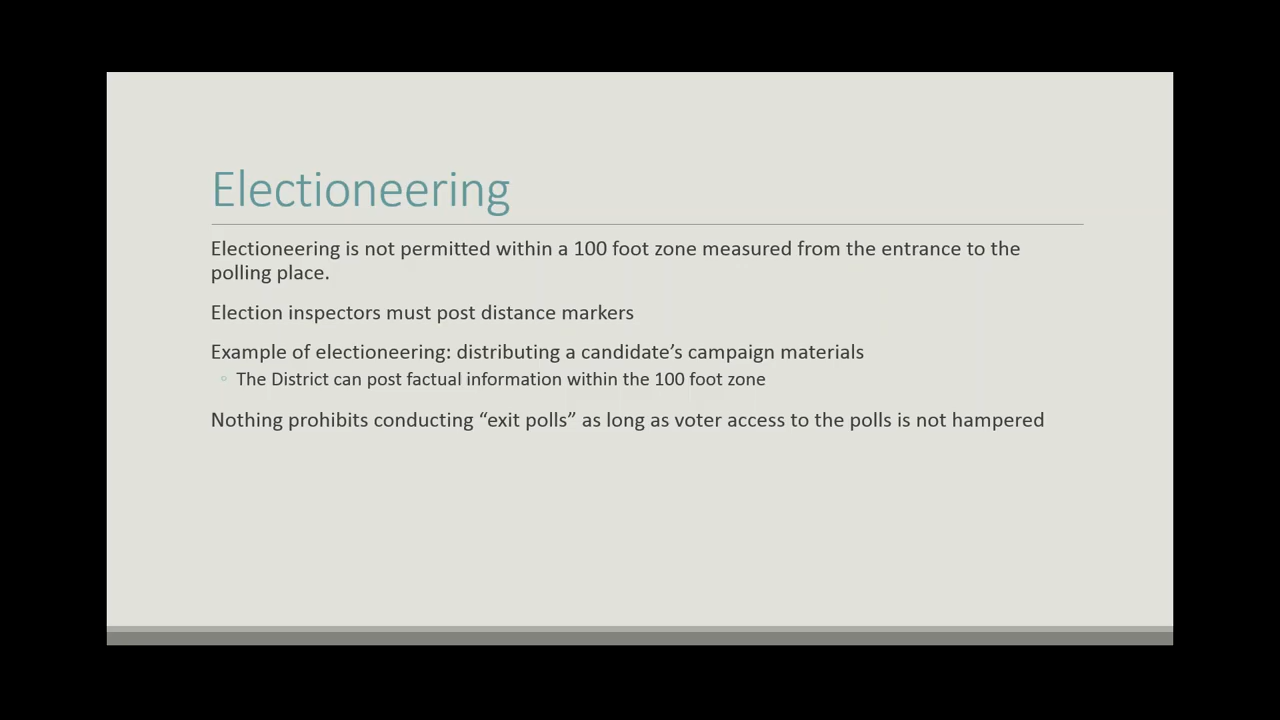 Electioneering
Electioneering is not permitted within a 100 foot zone measured from the entrance to the
polling place.
Election inspectors must post distance markers
Example of electioneering: distributing a candidate’s campaign materials
◦ The District can post factual information within the 100 foot zone
Nothing prohibits conducting “exit polls” as long as voter access to the polls is not hampered